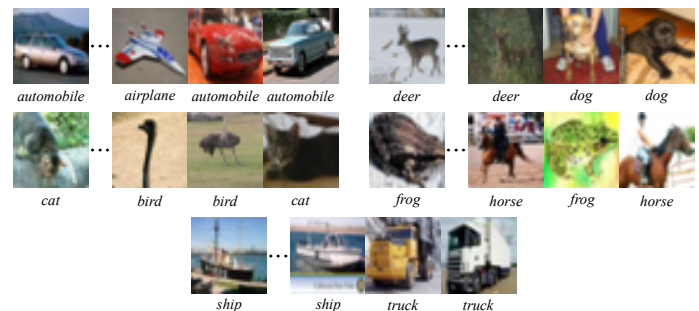 automobile ... airplane automobile automobile
deer ... deer dog dog
cat ... bird bird cat
frog ... horse frog horse
ship ... ship truck truck